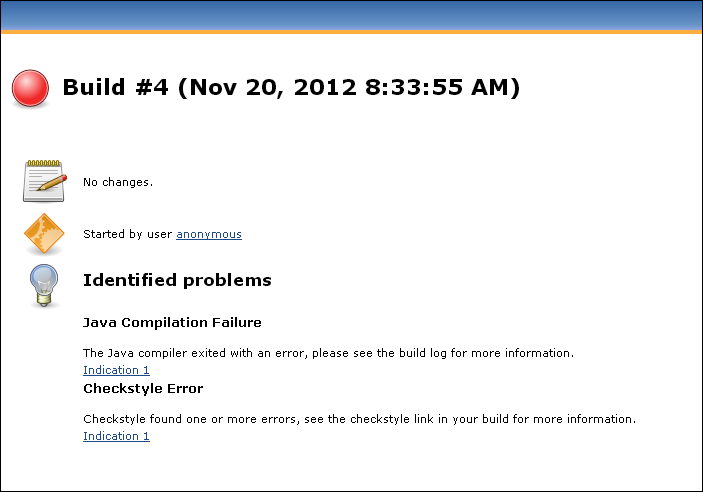 Build #4 (Nov 20, 2012 8:33:55 AM)
No changes.
Started by user anonymous
Identified problems
Java Compilation Failure
The Java compiler exited with an error, please see the build log for more information.
Indication 1
Checkstyle Error
Checkstyle found one or more errors, see the checkstyle link in your build for more information.
Indication 1